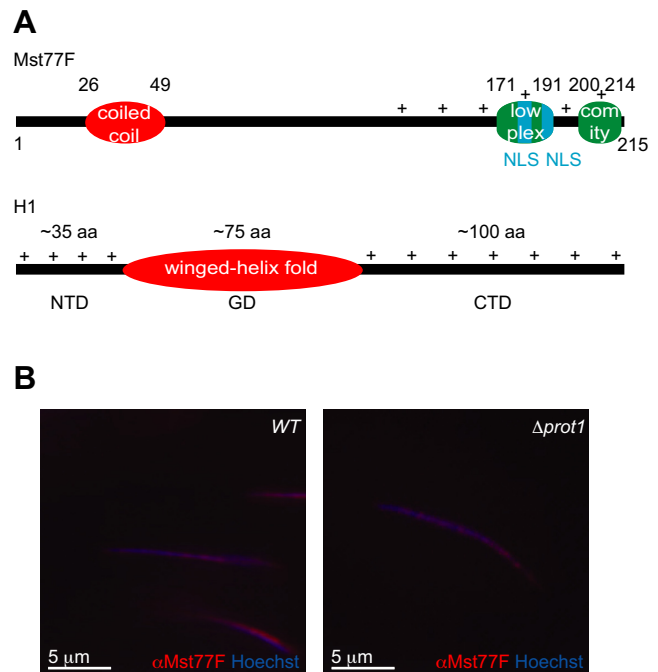 A
Mst77F
26 49 171 191 200 214
+ + + + + +
coiled low com
coil plex ity
1 215
NLS NLS
H1
~35 aa ~75 aa ~100 aa
+ + + + + + + + + + +
winged-helix fold
NTD GD CTD
B
WT Δprot1
5 μm αMst77F Hoechst 5 μm αMst77F Hoechst